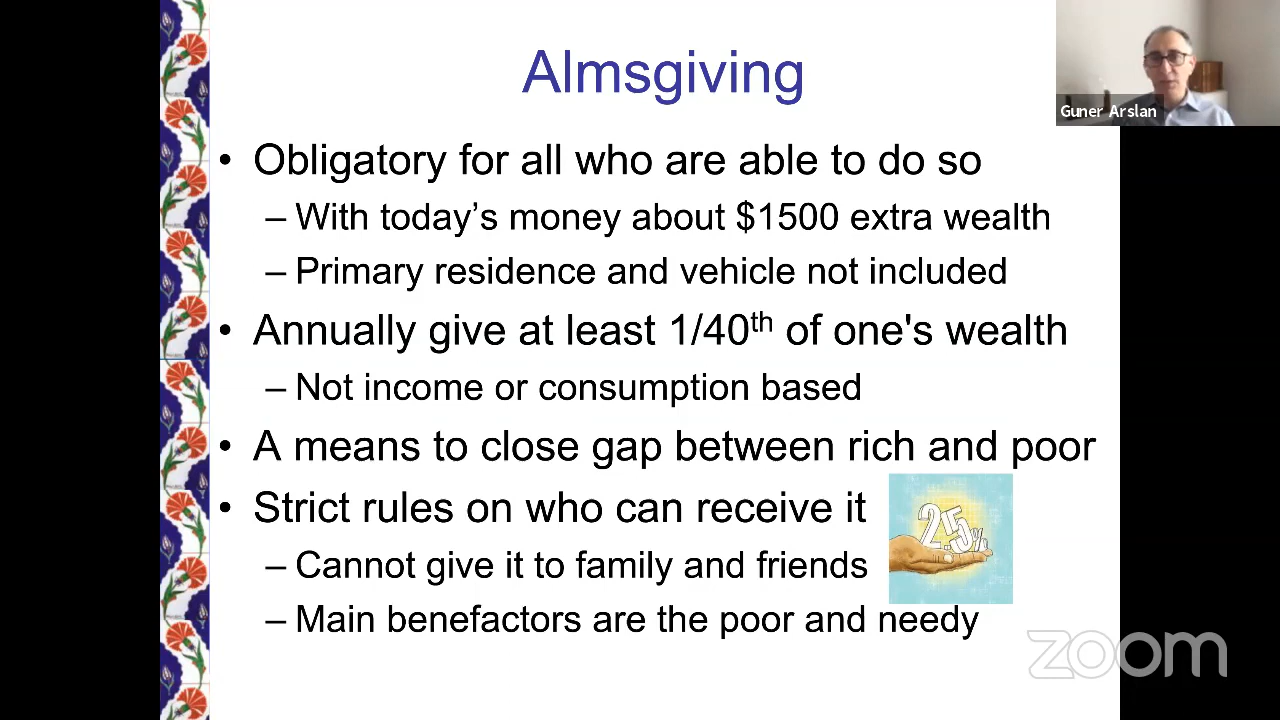 Almsgiving
Guner Arslan
• Obligatory for all who are able to do so
– With today's money about $1500 extra wealth
– Primary residence and vehicle not included
• Annually give at least 1/40th of one's wealth
– Not income or consumption based
• A means to close gap between rich and poor
• Strict rules on who can receive it
2.5%
– Cannot give it to family and friends
– Main benefactors are the poor and needy
zoom